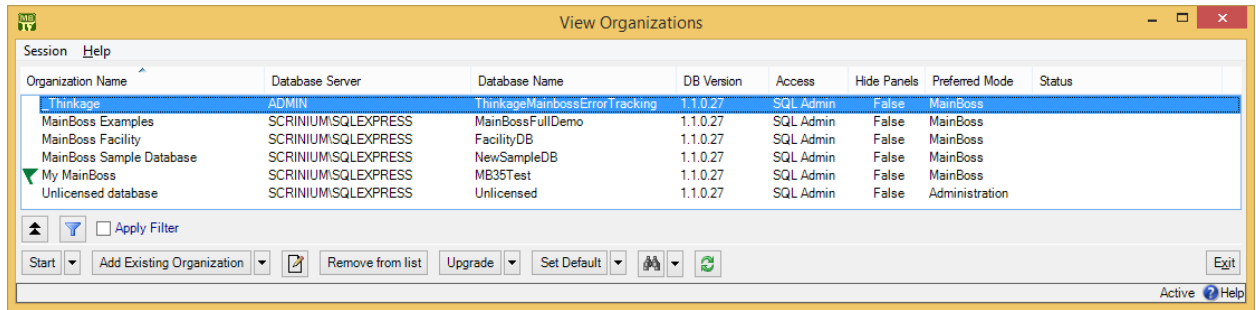 MB
View Organizations
Session Help
Organization Name Database Server Database Name DB Version Access Hide Panels Preferred Mode Status
_Thinkage ADMIN ThinkageMainbossErrorTracking 1.1.0.27 SQL Admin False MainBoss
MainBoss Examples SCRINIUM\SQLEXPRESS MainBossFullDemo 1.1.0.27 SQL Admin False MainBoss
MainBoss Facility SCRINIUM\SQLEXPRESS FacilityDB 1.1.0.27 SQL Admin False MainBoss
MainBoss Sample Database SCRINIUM\SQLEXPRESS NewSampleDB 1.1.0.27 SQL Admin False MainBoss
My MainBoss SCRINIUM\SQLEXPRESS MB35Test 1.1.0.27 SQL Admin False MainBoss
Unlicensed database SCRINIUM\SQLEXPRESS Unlicensed 1.1.0.27 SQL Admin False Administration
Apply Filter
Start Add Existing Organization Remove from list Upgrade Set Default Exit
Active Help